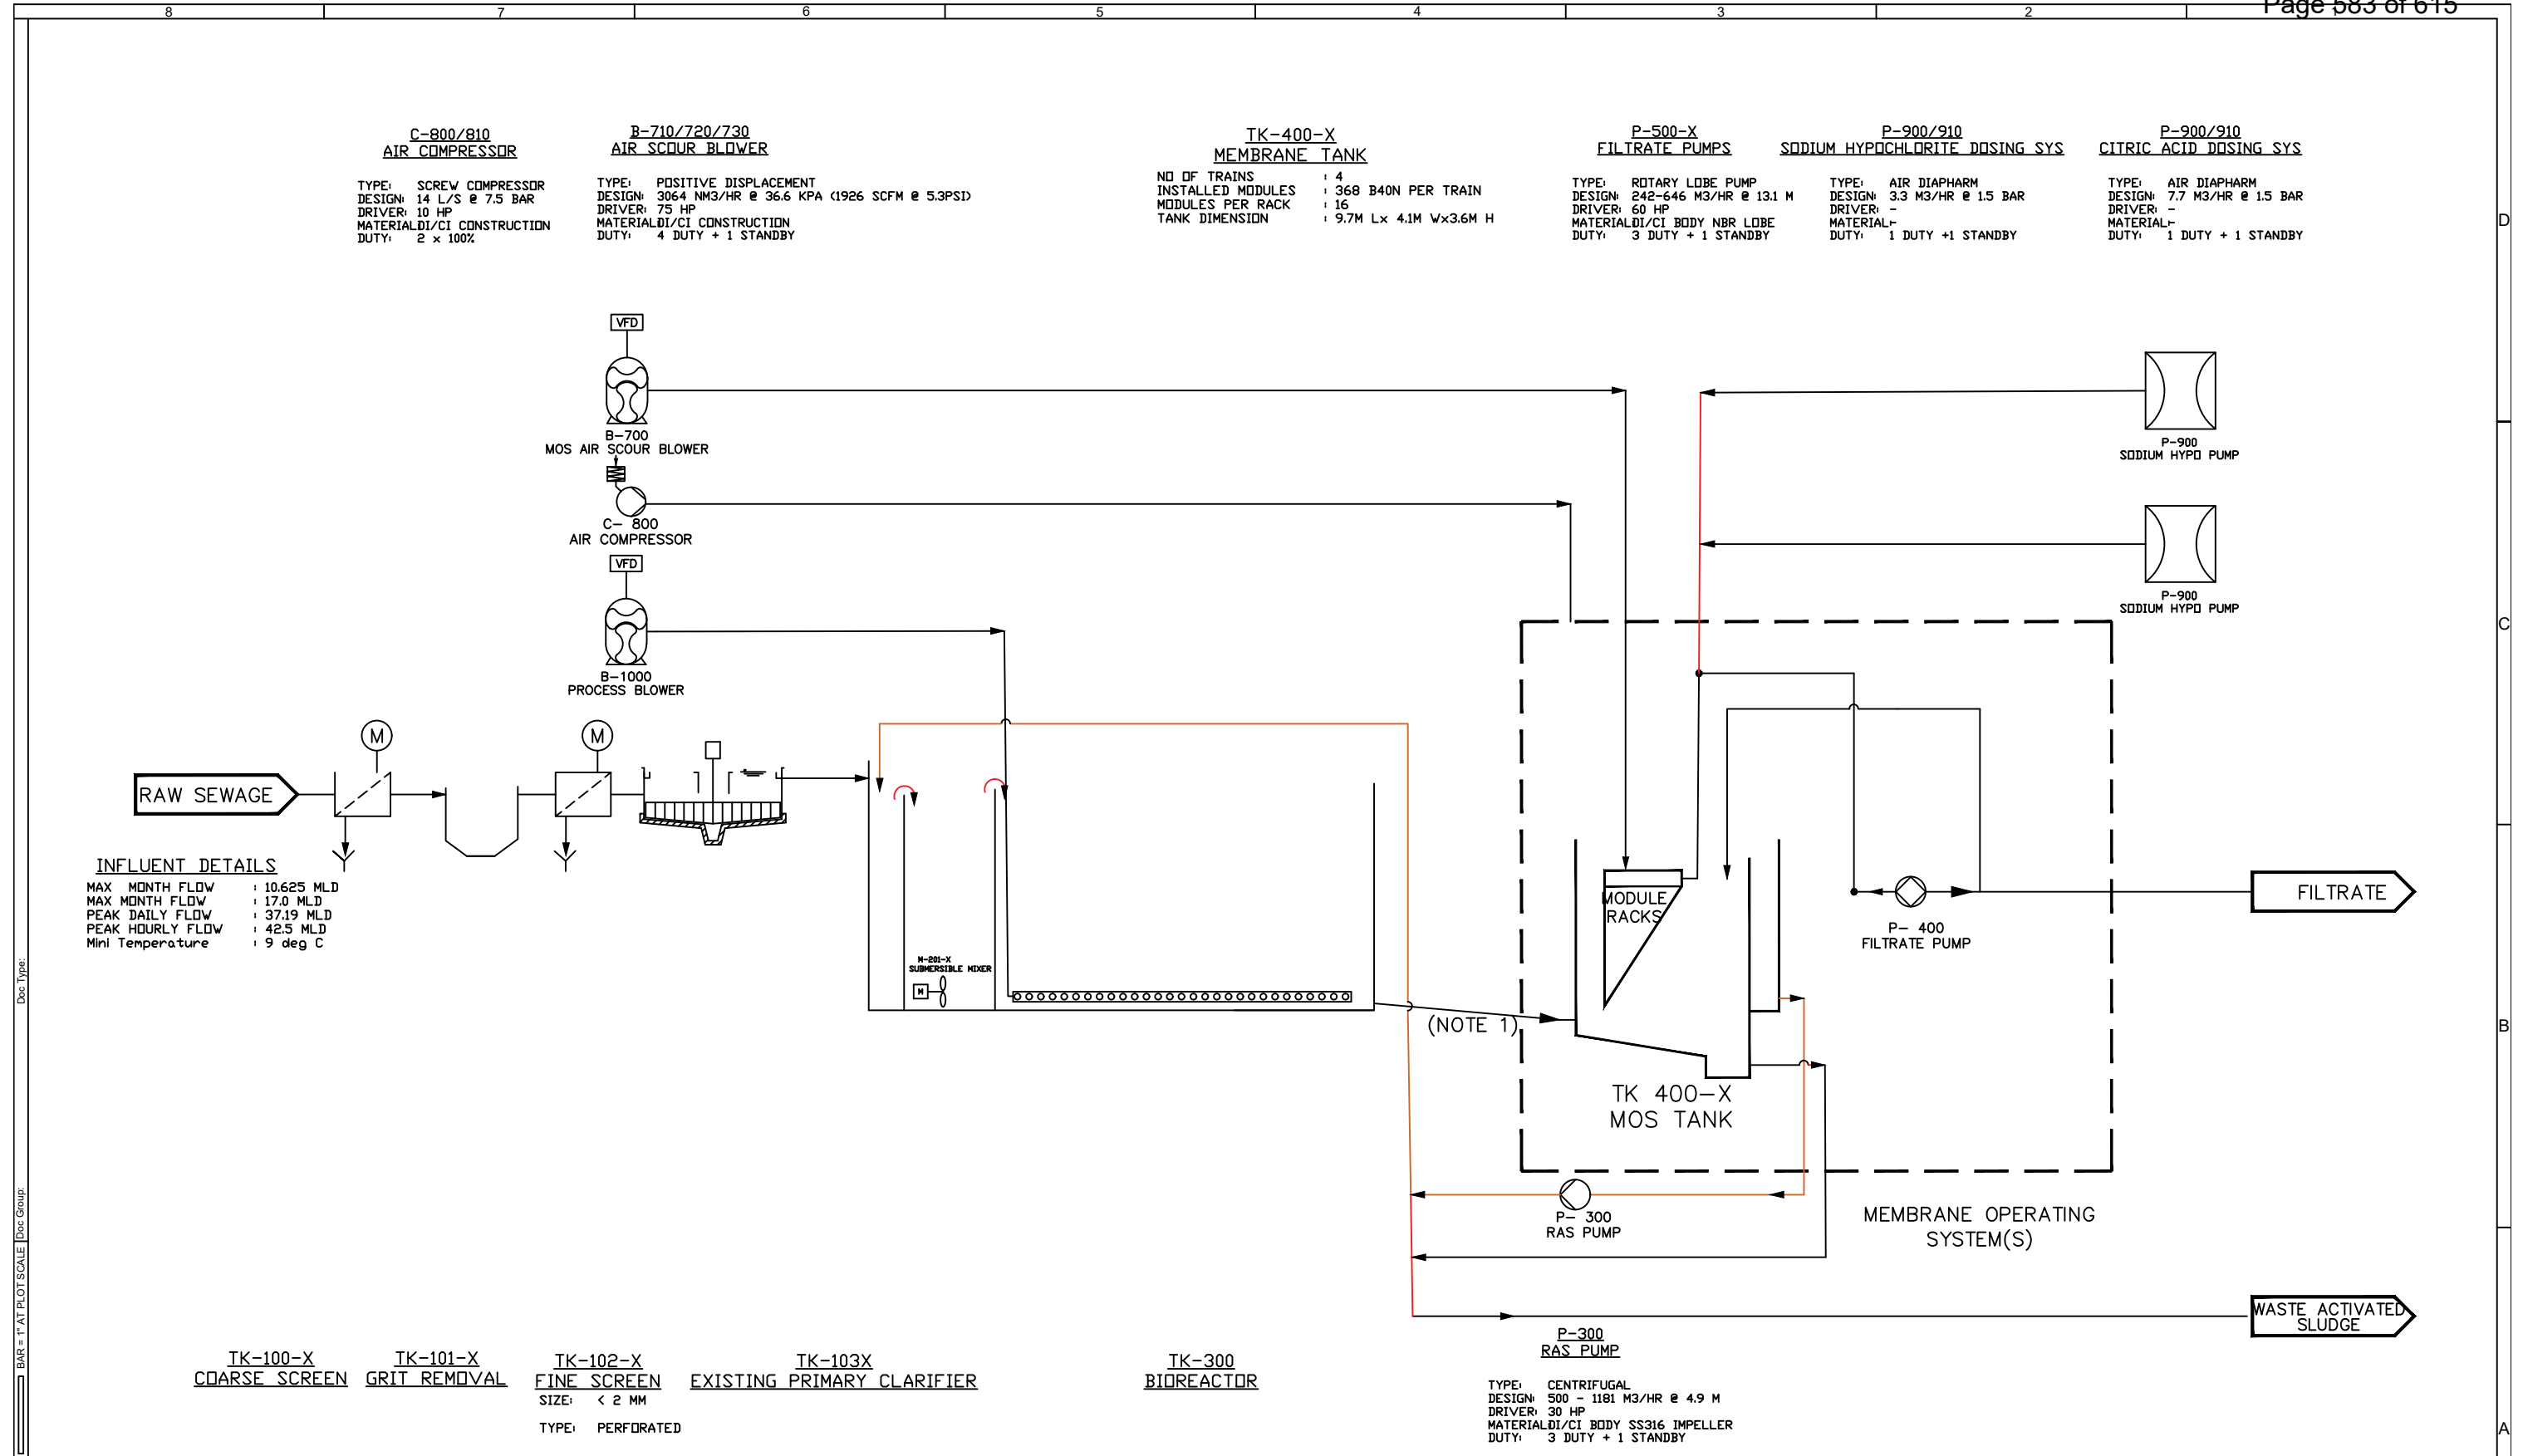 Page 583 of 615
8 7 6 5 4 3 2 1
C-800/810
AIR COMPRESSOR
TYPE: SCREW COMPRESSOR
DESIGN: 14 L/S @ 7.5 BAR
DRIVER: 10 HP
MATERIAL: DI/CI CONSTRUCTION
DUTY: 2 x 100%
B-710/720/730
AIR SCOUR BLOWER
TYPE: POSITIVE DISPLACEMENT
DESIGN: 3064 NM3/HR @ 36.6 KPA (1926 SCFM @ 5.3PSI)
DRIVER: 75 HP
MATERIAL: DI/CI CONSTRUCTION
DUTY: 4 DUTY + 1 STANDBY
TK-400-X
MEMBRANE TANK
NO OF TRAINS : 4
INSTALLED MODULES : 368 B40N PER TRAIN
MODULES PER RACK : 16
TANK DIMENSION : 9.7M Lx 4.1M Wx3.6M H
P-500-X
FILTRATE PUMPS
TYPE: ROTARY LOBE PUMP
DESIGN: 242-646 M3/HR @ 13.1 M
DRIVER: 60 HP
MATERIAL: DI/CI BODY NBR LOBE
DUTY: 3 DUTY + 1 STANDBY
P-900/910
SODIUM HYPOCHLORITE DOSING SYS
TYPE: AIR DIAPHARM
DESIGN: 3.3 M3/HR @ 1.5 BAR
DRIVER: -
MATERIAL:-
DUTY: 1 DUTY +1 STANDBY
P-900/910
CITRIC ACID DOSING SYS
TYPE: AIR DIAPHARM
DESIGN: 7.7 M3/HR @ 1.5 BAR
DRIVER: -
MATERIAL:-
DUTY: 1 DUTY + 1 STANDBY
D
VFD
B-700
MOS AIR SCOUR BLOWER
C- 800
AIR COMPRESSOR
VFD
B-1000
PROCESS BLOWER
P-900
SODIUM HYPO PUMP
P-900
SODIUM HYPO PUMP
C
M
M
RAW SEWAGE
INFLUENT DETAILS
MAX MONTH FLOW : 10.625 MLD
MAX MONTH FLOW : 17.0 MLD
PEAK DAILY FLOW : 37.19 MLD
PEAK HOURLY FLOW : 42.5 MLD
Mini Temperature : 9 deg C
M-201-X
SUBMERSIBLE MIXER
M
(NOTE 1)
MODULE
RACKS
TK 400-X
MOS TANK
P- 400
FILTRATE PUMP
FILTRATE
B
P- 300
RAS PUMP
MEMBRANE OPERATING
SYSTEM(S)
WASTE ACTIVATED
SLUDGE
TK-100-X
COARSE SCREEN
TK-101-X
GRIT REMOVAL
TK-102-X
FINE SCREEN
SIZE: < 2 MM
TYPE: PERFORATED
TK-103X
EXISTING PRIMARY CLARIFIER
TK-300
BIOREACTOR
P-300
RAS PUMP
TYPE: CENTRIFUGAL
DESIGN: 500 - 1181 M3/HR @ 4.9 M
DRIVER: 30 HP
MATERIAL: DI/CI BODY SS316 IMPELLER
DUTY: 3 DUTY + 1 STANDBY
A
Doc Type:
Doc Group:
BAR = 1" AT PLOT SCALE